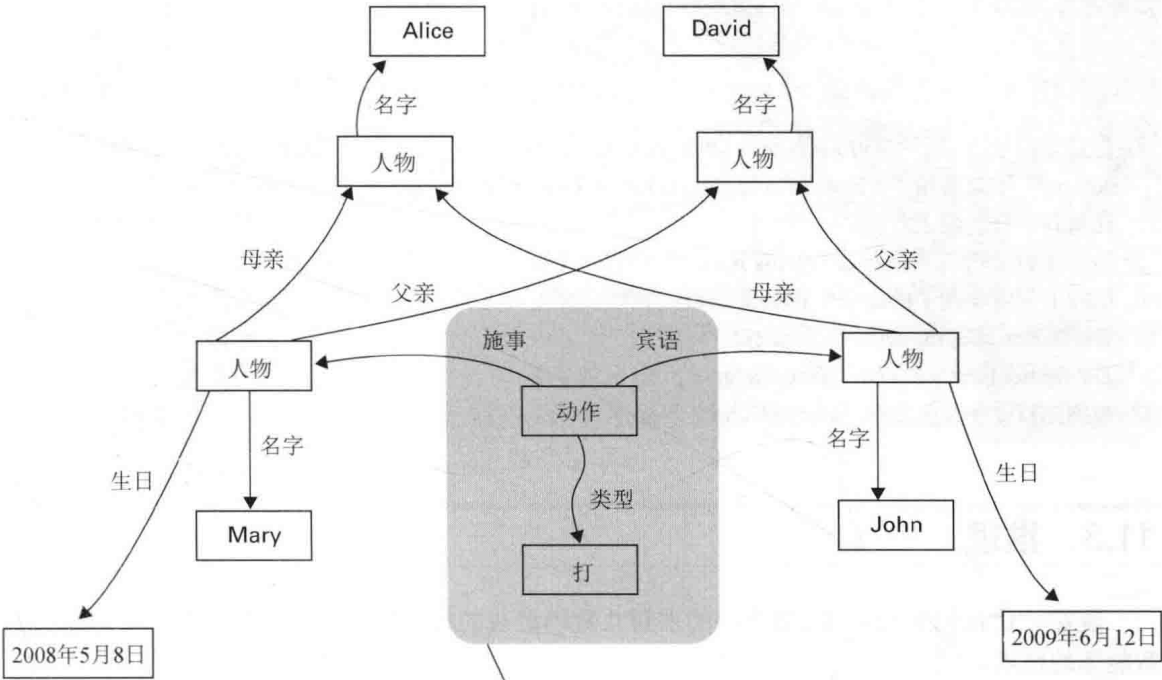 Alice
David
名字
名字
人物
人物
母亲
父亲
父亲
母亲
施事
宾语
人物
人物
动作
名字
名字
生日
生日
类型
Mary
John
打
2008年5月8日
2009年6月12日